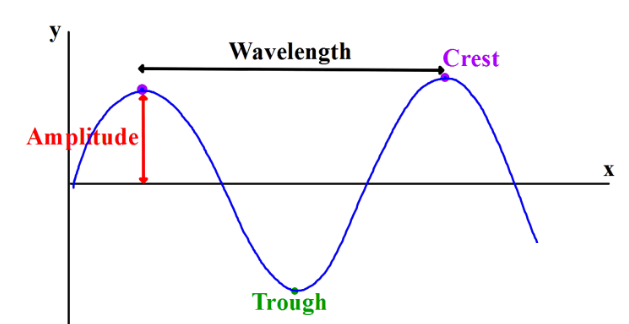 y
Wavelength
Crest
Amplitude
x
Trough